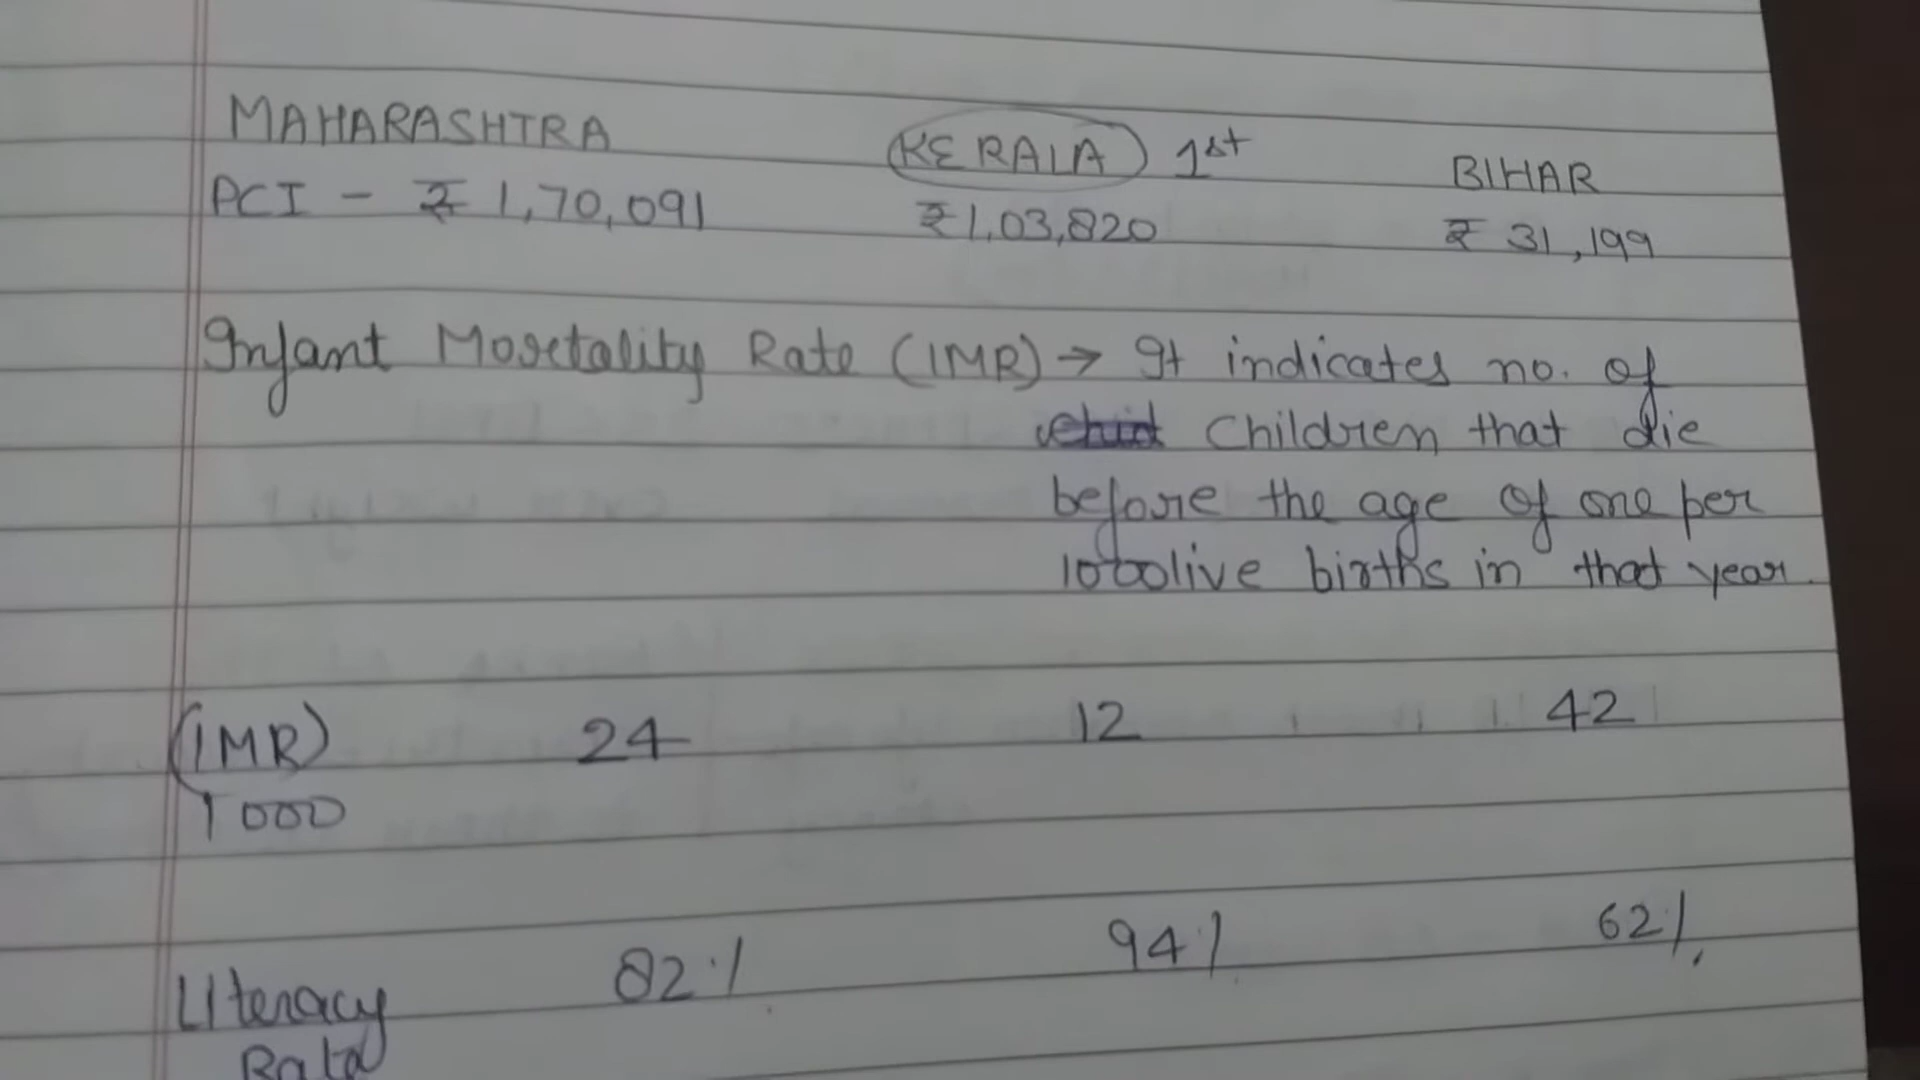 MAHARASHTRA KERALA 1st BIHAR
PCI - ₹ 1,70,091 ₹1,03,820 ₹ 31,199
Infant Mortality Rate (IMR) → It indicates no. of
Children that die
before the age of one per
1000 live births in that year.
(IMR) 24 12 42
1000
Literacy 82% 94% 62%
Rate